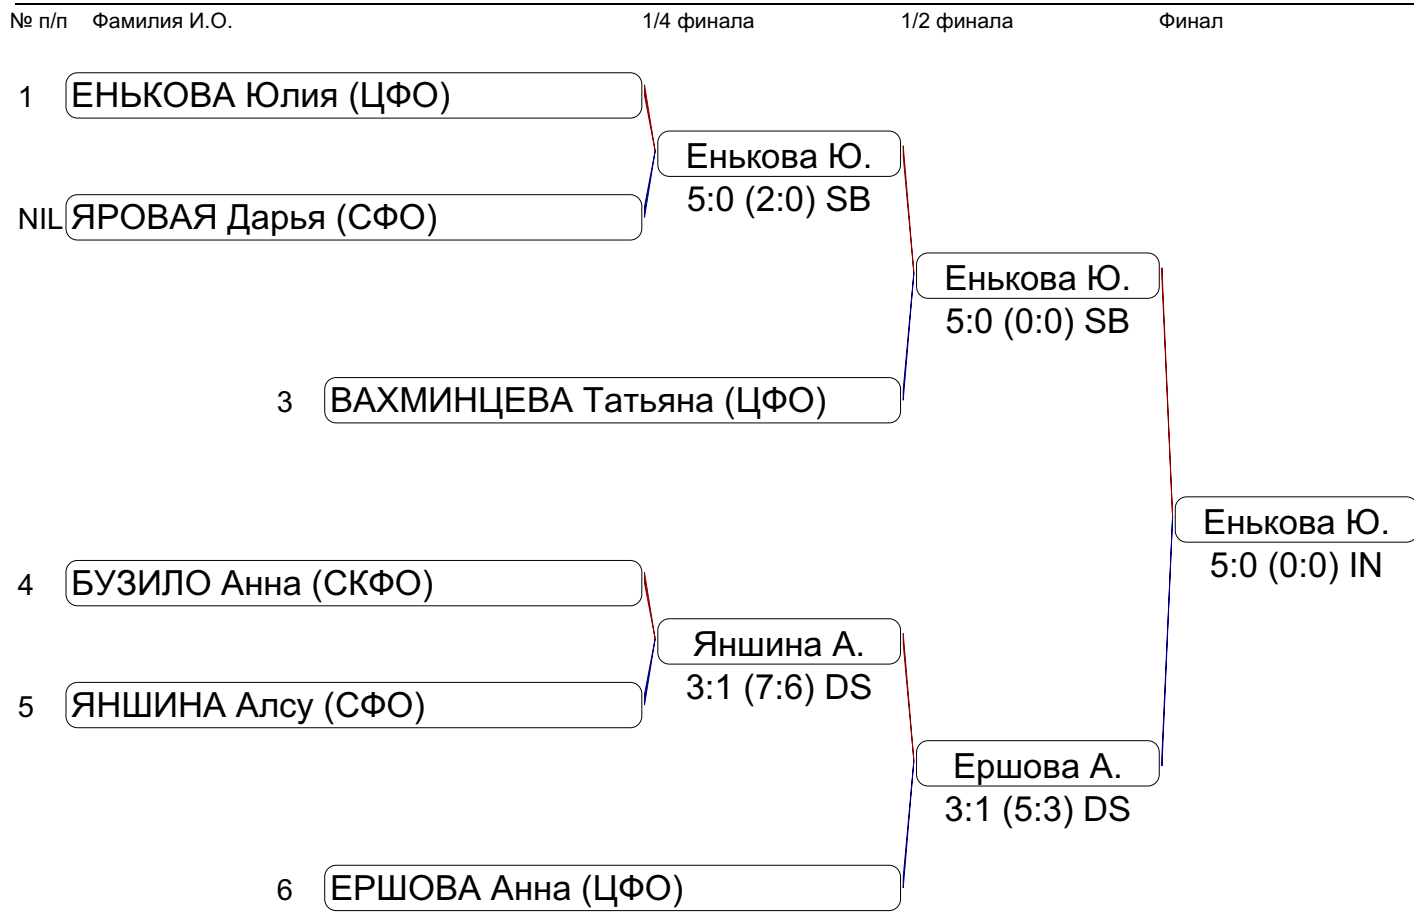 № п/п Фамилия И.О. 1/4 финала 1/2 финала Финал
1 ЕНЬКОВА Юлия (ЦФО)
Енькова Ю.
5:0 (2:0) SB
NIL ЯРОВАЯ Дарья (СФО)
Енькова Ю.
5:0 (0:0) SB
3 ВАХМИНЦЕВА Татьяна (ЦФО)
Енькова Ю.
5:0 (0:0) IN
4 БУЗИЛО Анна (СКФО)
Яншина А.
3:1 (7:6) DS
5 ЯНШИНА Алсу (СФО)
Ершова А.
3:1 (5:3) DS
6 ЕРШОВА Анна (ЦФО)